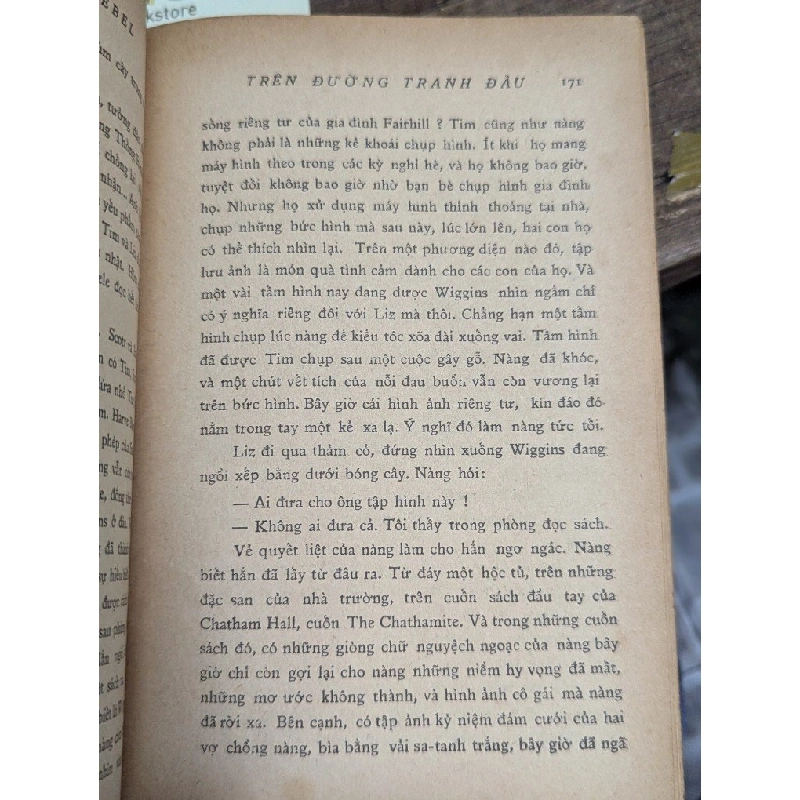 kstore
EBEL
TRÊN ĐƯỜNG TRANH ĐẤU 171
sống riêng tư của gia đình Fairhill ? Tim cũng như nàng
không phải là những kẻ khoái chụp hình. Ít khi họ mang
máy hình theo trong các kỳ nghỉ hè, và họ không bao giờ,
tuyệt đối không bao giờ nhờ bạn bè chụp hình gia đình
họ. Nhưng họ xử dụng máy hình thỉnh thoảng tại nhà,
chụp những bức hình mà sau này, lúc lớn lên, hai con họ
có thể thích nhìn lại. Trên một phương diện nào đó, tập
lưu ảnh là món quà tình cảm dành cho các con của họ. Và
một vài tấm hình nay đang được Wiggins nhìn ngắm chỉ
có ý nghĩa riêng đối với Liz mà thôi. Chẳng hạn một tấm
hình chụp lúc nàng để kiểu tóc xõa dài xuống vai. Tấm hình
đã được Tim chụp sau một cuộc gây gỗ. Nàng đã khóc,
và một chút vết tích của nỗi đau buồn vẫn còn vương lại
trên bức hình. Bây giờ cái hình ảnh riêng tư, kín đáo đó
nằm trong tay một kẻ xa lạ. Ý nghĩ đó làm nàng tức tối.
Liz đi qua thảm cỏ, đứng nhìn xuống Wiggins đang
ngồi xếp bằng dưới bóng cây. Nàng hỏi:
— Ai đưa cho ông tập hình này !
— Không ai đưa cả. Tôi thấy trong phòng đọc sách.
Vẻ quyết liệt của nàng làm cho hắn ngơ ngác. Nàng
biết hắn đã lấy từ đâu ra. Từ đáy một hộc tủ, trên những
đặc san của nhà trường, trên cuốn sách đầu tay của
Chatham Hall, cuốn The Chathamite. Và trong những cuốn
sách đó, có những giòng chữ nguyệch ngoạc của nàng bây
giờ chỉ còn gợi lại cho nàng những niềm hy vọng đã mất,
những mơ ước không thành, và hình ảnh cô gái mà nàng
đã rời xa. Bên cạnh, có tập ảnh kỷ niệm đám cưới của hai
vợ chồng nàng, bìa bằng vải sa-tanh trắng, bây giờ đã ngã